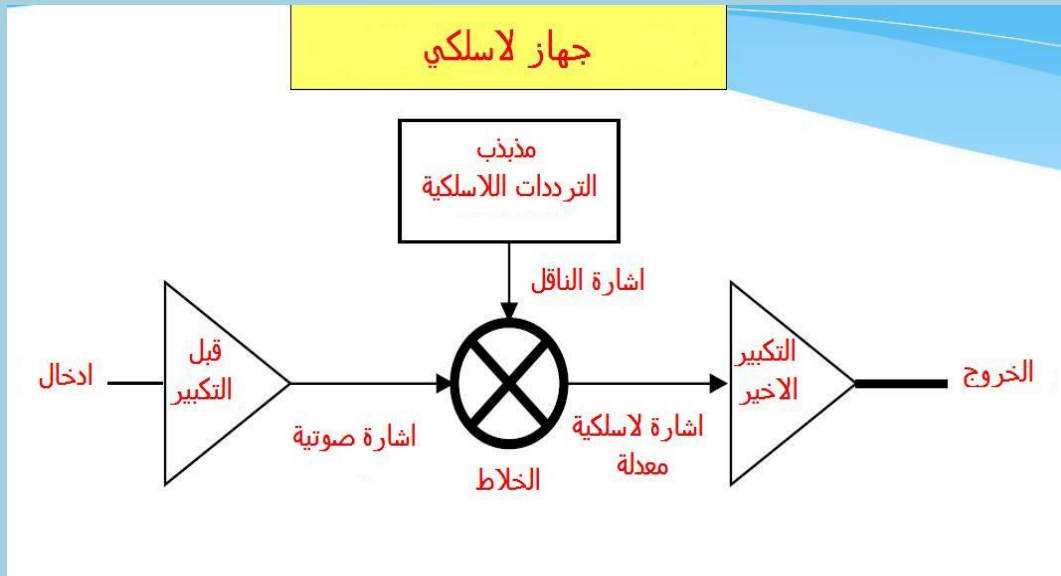 جهاز لاسلكي
مذبذب
الترددات اللاسلكية
اشارة الناقل
ادخال
قبل
التكبير
اشارة صوتية
الخلاط
اشارة لاسلكية
معدلة
التكبير
الاخير
الخروج